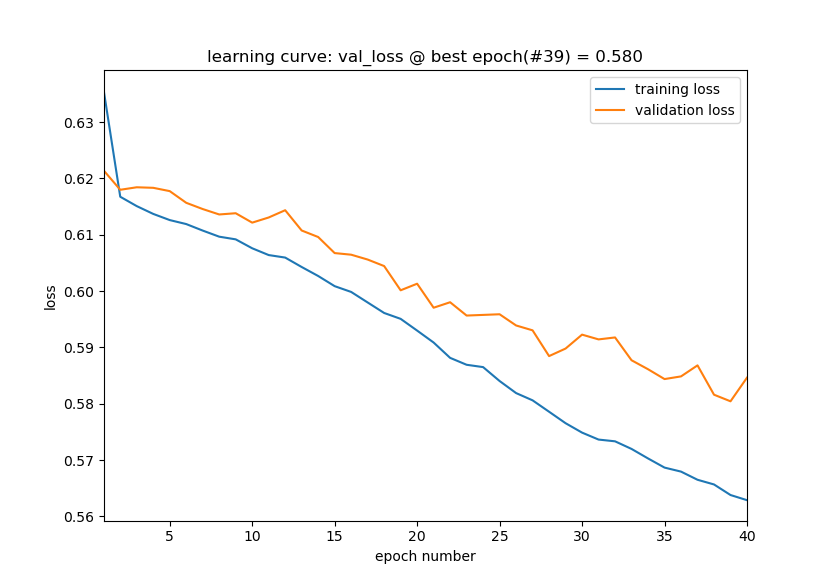 learning curve: val_loss @ best epoch(#39) = 0.580
training loss
validation loss
0.63
0.62
0.61
0.60
0.59
0.58
0.57
0.56
loss
5 10 15 20 25 30 35 40
epoch number